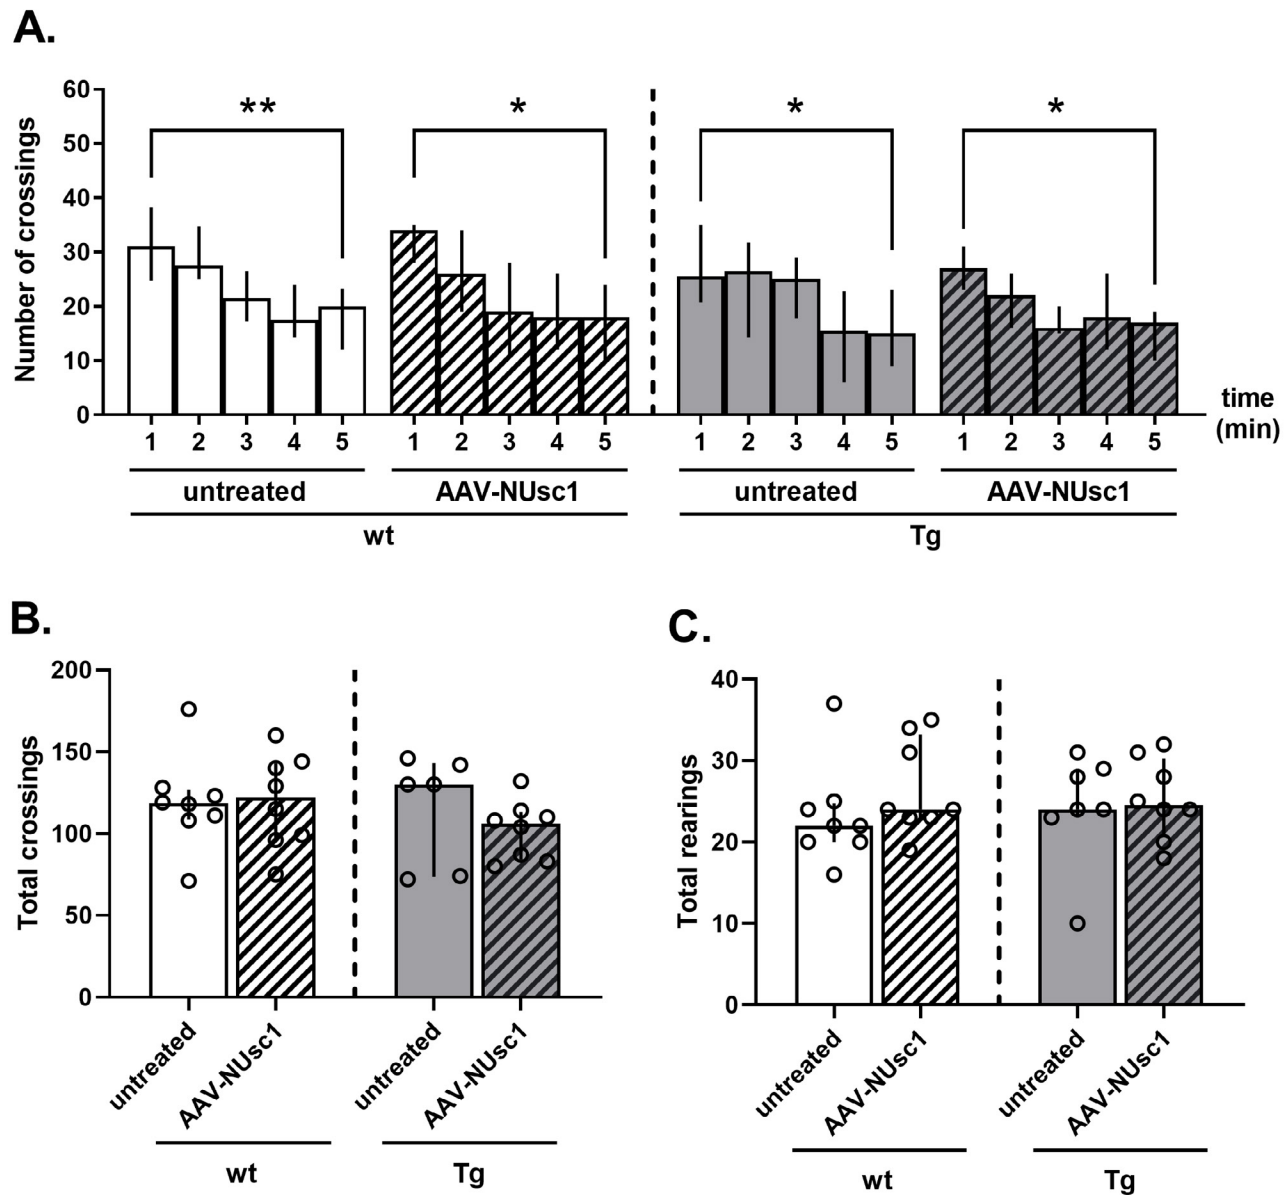 A.
Number of crossings
60
50
40
30
20
10
0
** * * *
1 2 3 4 5 1 2 3 4 5 1 2 3 4 5 1 2 3 4 5
time
(min)
untreated AAV-NUsc1 untreated AAV-NUsc1
wt Tg
B.
Total crossings
200
150
100
50
0
untreated AAV-NUsc1 untreated AAV-NUsc1
wt Tg
C.
Total rearings
40
30
20
10
0
untreated AAV-NUsc1 untreated AAV-NUsc1
wt Tg